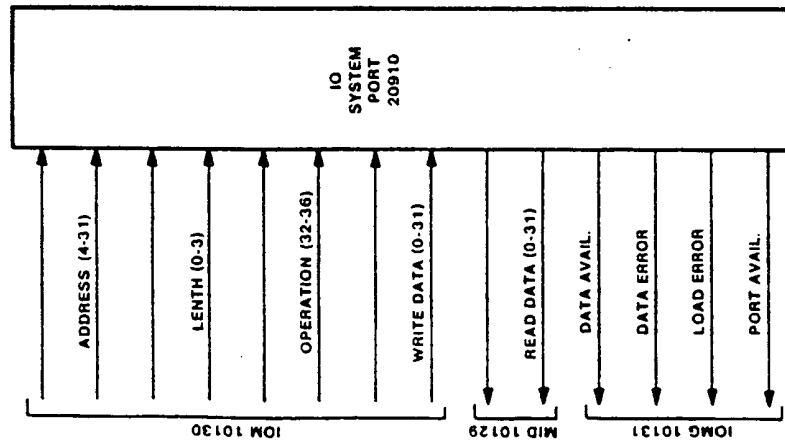 IO
SYSTEM
PORT
20910
ADDRESS (4-31)
LENTH (0-3)
OPERATION (32-36)
WRITE DATA (0-31)
READ DATA (0-31)
DATA AVAIL.
DATA ERROR
LOAD ERROR
PORT AVAIL.
IOM 10130
MID 10129
IOMG 10131